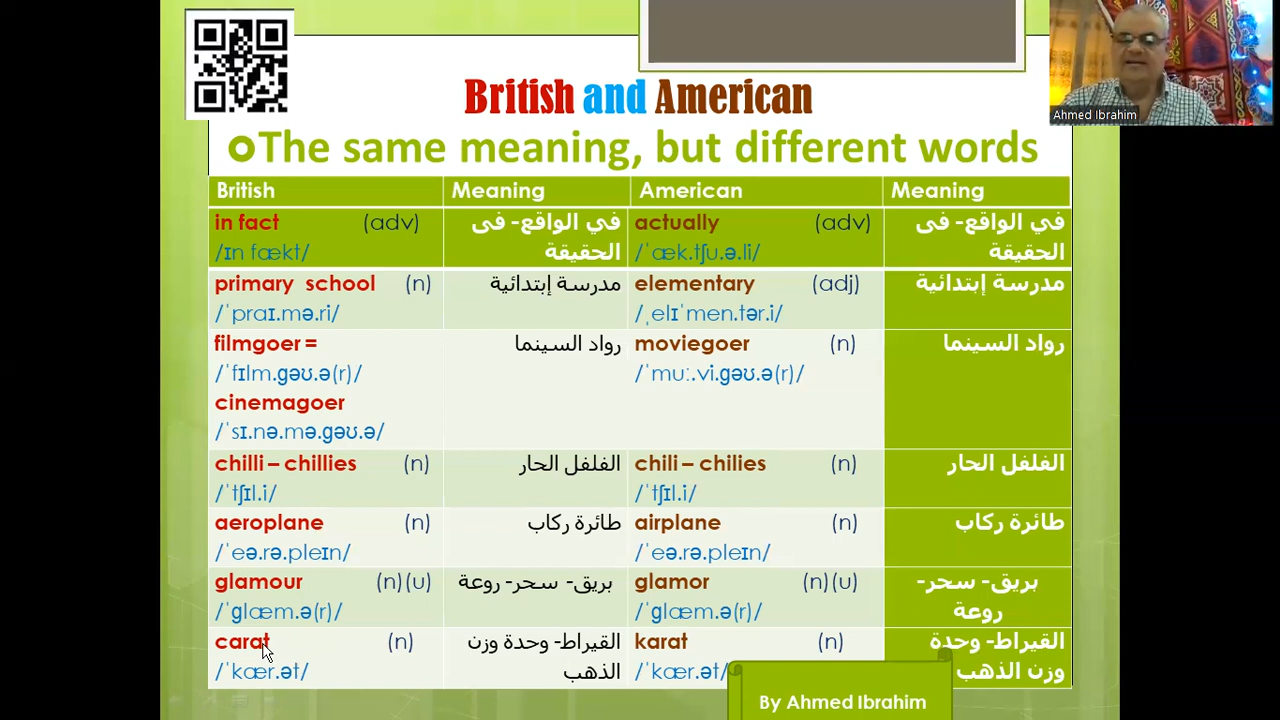 Ahmed Ibrahim
British and American
The same meaning, but different words
British Meaning American Meaning
in fact (adv) في الواقع- فى actually (adv) في الواقع- فى
/ɪn fækt/ الحقيقة /ˈæk.tʃu.ə.li/ الحقيقة
primary school (n) مدرسة إبتدائية elementary (adj) مدرسة إبتدائية
/ˈpraɪ.mə.ri/ /ˌelɪˈmen.tər.i/
filmgoer = رواد السينما moviegoer (n) رواد السينما
/ˈfɪlm.ɡəʊ.ə(r)/ /ˈmuː.vi.ɡəʊ.ə(r)/
cinemagoer
/ˈsɪ.nə.mə.ɡəʊ.ə/
chilli – chillies (n) الفلفل الحار chili – chilies (n) الفلفل الحار
/ˈtʃɪl.i/ /ˈtʃɪl.i/
aeroplane (n) طائرة ركاب airplane (n) طائرة ركاب
/ˈeə.rə.pleɪn/ /ˈeə.rə.pleɪn/
glamour (n)(u) بريق- سحر- روعة glamor (n)(u) بريق- سحر-
/ˈɡlæm.ə(r)/ /ˈɡlæm.ə(r)/ روعة
carat (n) القيراط- وحدة وزن karat (n) القيراط- وحدة
/ˈkær.ət/ الذهب /ˈkær.ət/ وزن الذهب
By Ahmed Ibrahim